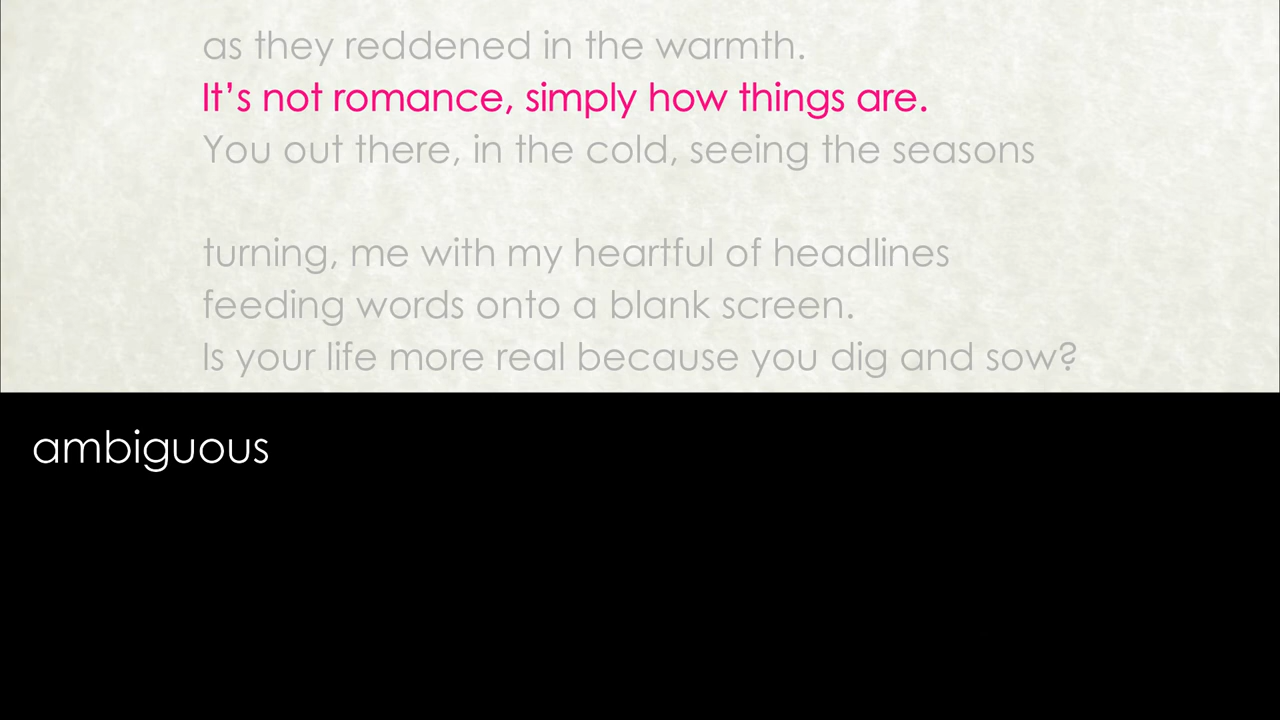 as they reddened in the warmth.
It’s not romance, simply how things are.
You out there, in the cold, seeing the seasons
turning, me with my heartful of headlines
feeding words onto a blank screen.
Is your life more real because you dig and sow?
ambiguous